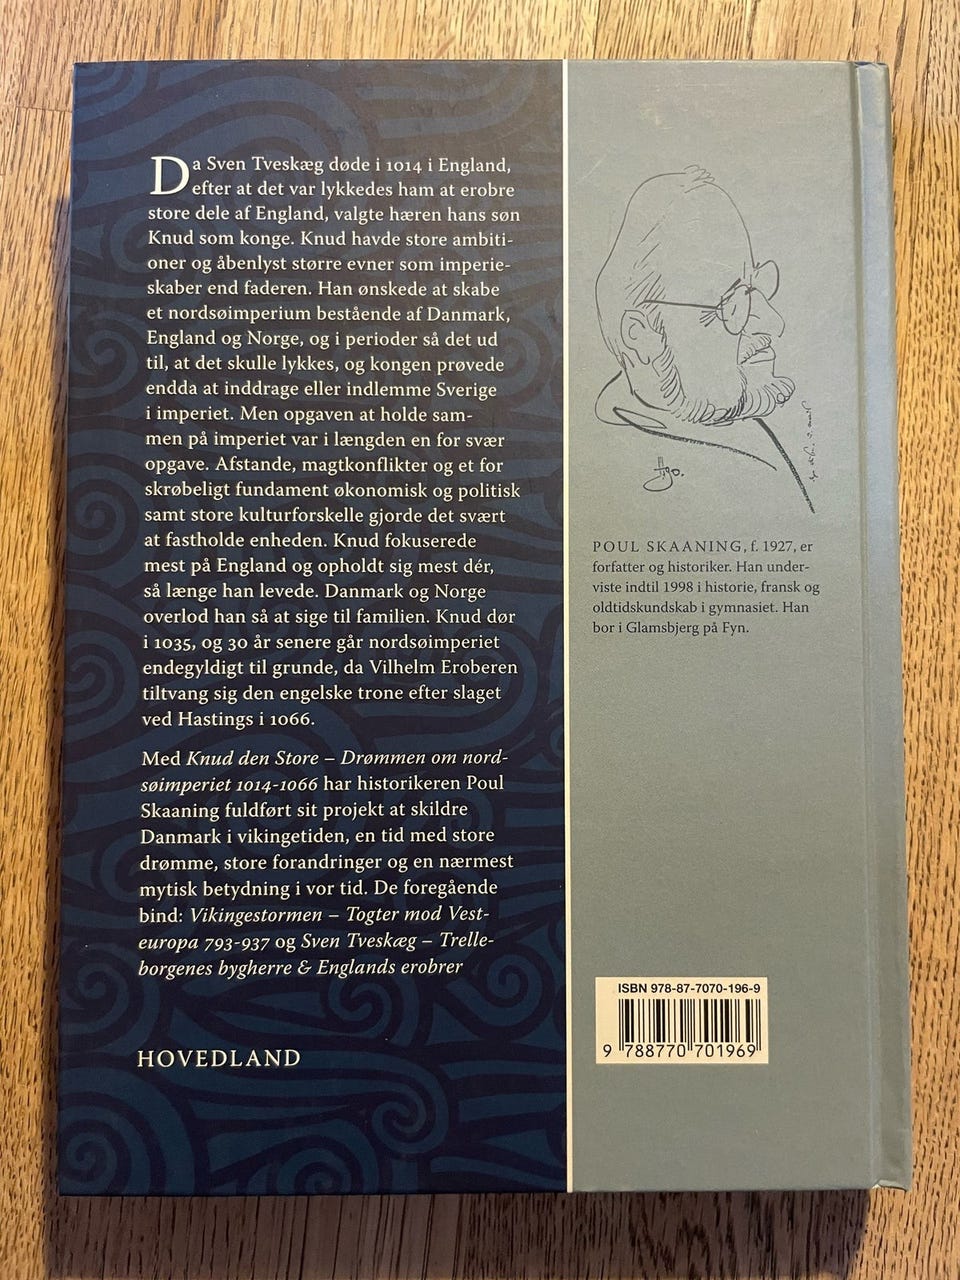 Da Sven Tveskæg døde i 1014 i England,
efter at det var lykkedes ham at erobre
store dele af England, valgte hæren hans søn
Knud som konge. Knud havde store ambiti-
oner og åbenlyst større evner som imperie-
skaber end faderen. Han ønskede at skabe
et nordsøimperium bestående af Danmark,
England og Norge, og i perioder så det ud
til, at det skulle lykkes, og kongen prøvede
endda at inddrage eller indlemme Sverige
i imperiet. Men opgaven at holde sam-
men på imperiet var i længden en for svær
opgave. Afstande, magtkonflikter og et for
skrøbeligt fundament økonomisk og politisk
samt store kulturforskelle gjorde det svært
at fastholde enheden. Knud fokuserede
mest på England og opholdt sig mest dér,
så længe han levede. Danmark og Norge
overlod han så at sige til familien. Knud dør
i 1035, og 30 år senere går nordsøimperiet
endegyldigt til grunde, da Vilhelm Eroberen
tiltvang sig den engelske trone efter slaget
ved Hastings i 1066.
Med Knud den Store – Drømmen om nord-
søimperiet 1014-1066 har historikeren Poul
Skaaning fuldført sit projekt at skildre
Danmark i vikingetiden, en tid med store
drømme, store forandringer og en nærmest
mytisk betydning i vor tid. De foregående
bind: Vikingestormen – Togter mod Vest-
europa 793-937 og Sven Tveskæg – Trelle-
borgenes bygherre & Englands erobrer
HOVEDLAND
POUL SKAANING, f. 1927, er
forfatter og historiker. Han under-
viste indtil 1998 i historie, fransk og
oldtidskundskab i gymnasiet. Han
bor i Glamsbjerg på Fyn.
ISBN 978-87-7070-196-9
9 788770 701969